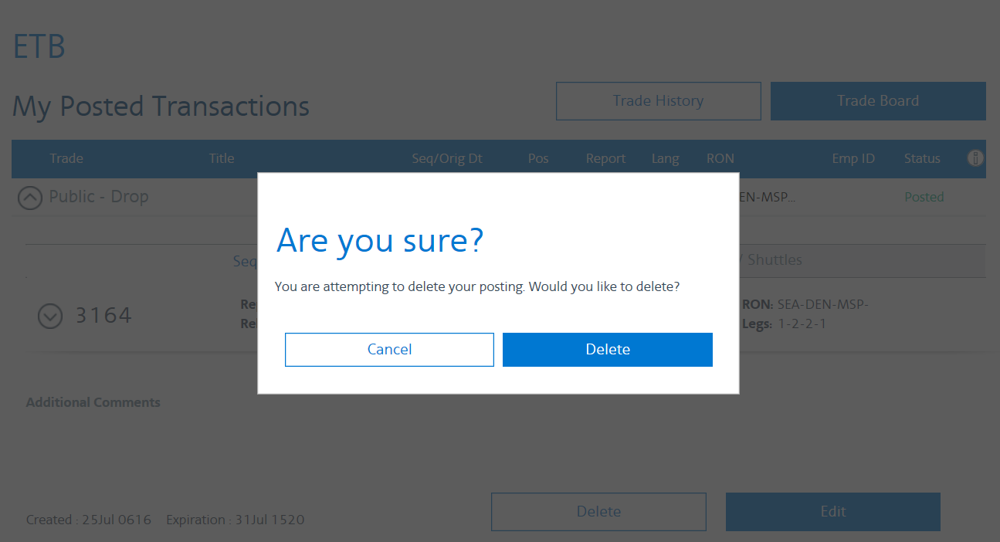 ETB
My Posted Transactions
Trade History
Trade Board
Trade Title Seq/Orig Dt Pos Report Lang RON Emp ID Status
Public - Drop
EN-MSP...
Posted
Are you sure?
Seq
/ Shuttles
You are attempting to delete your posting. Would you like to delete?
3164
RON: SEA-DEN-MSP-
Legs: 1-2-2-1
Cancel
Delete
Additional Comments
Created : 25Jul 0616 Expiration : 31Jul 1520
Delete
Edit